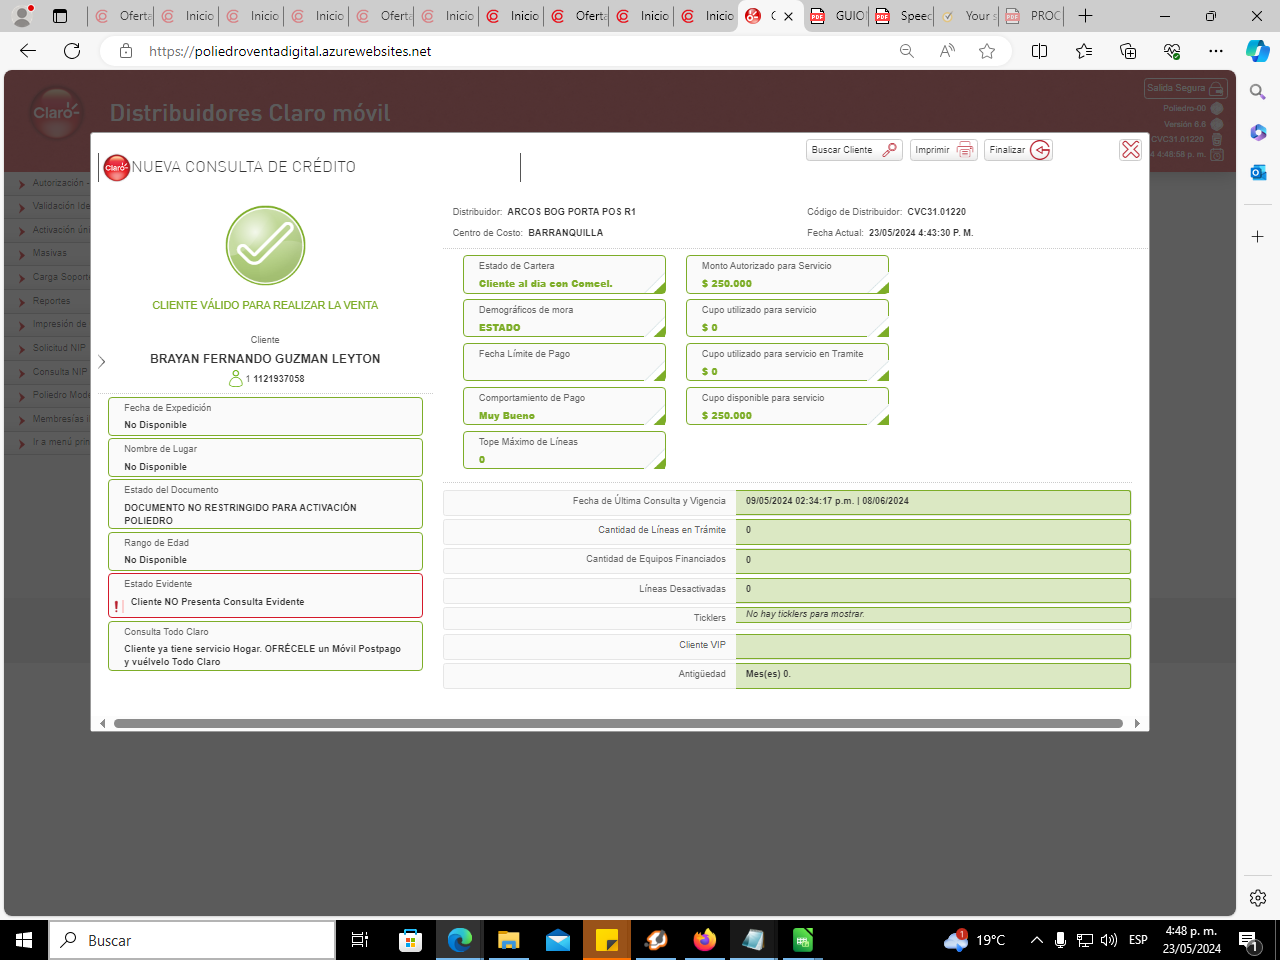 Oferta
Inicio
Inicio
Inicio
Oferta
Inicio
Inicio
Oferta
Inicio
Inicio
GUIO
Speec
Your s
PROC
https://poliedroventadigital.azurewebsites.net
Claro
Distribuidores Claro móvil
Salida Segura
Poliedro-00
CVC31.01220
4 4:48:58 p. m.
Autorización -
Validación Ide
Activación úni
Masivas
Carga Soporte
Reportes
Impresión de
Solicitud NIP
Consulta NIP
Poliedro Mode
Membresías i
Ir a menú prin
Claro
NUEVA CONSULTA DE CRÉDITO
Buscar Cliente
Imprimir
Finalizar
CLIENTE VÁLIDO PARA REALIZAR LA VENTA
Cliente
BRAYAN FERNANDO GUZMAN LEYTON
1 1121937058
Fecha de Expedición
No Disponible
Nombre de Lugar
No Disponible
Estado del Documento
DOCUMENTO NO RESTRINGIDO PARA ACTIVACIÓN
POLIEDRO
Rango de Edad
No Disponible
Estado Evidente
! Cliente NO Presenta Consulta Evidente
Consulta Todo Claro
Cliente ya tiene servicio Hogar. OFRÉCELE un Móvil Postpago
y vuélvelo Todo Claro
Distribuidor: ARCOS BOG PORTA POS R1
Código de Distribuidor: CVC31.01220
Centro de Costo: BARRANQUILLA
Fecha Actual: 23/05/2024 4:43:30 P. M.
Estado de Cartera
Cliente al dia con Comcel.
Demográficos de mora
ESTADO
Fecha Límite de Pago
Comportamiento de Pago
Muy Bueno
Tope Máximo de Líneas
0
Monto Autorizado para Servicio
$ 250.000
Cupo utilizado para servicio
$ 0
Cupo utilizado para servicio en Tramite
$ 0
Cupo disponible para servicio
$ 250.000
Fecha de Última Consulta y Vigencia 09/05/2024 02:34:17 p.m. | 08/06/2024
Cantidad de Líneas en Trámite 0
Cantidad de Equipos Financiados 0
Líneas Desactivadas 0
Ticklers No hay ticklers para mostrar.
Cliente VIP
Antigüedad Mes(es) 0.
Buscar
1
19°C
ESP
4:48 p. m.
23/05/2024
1